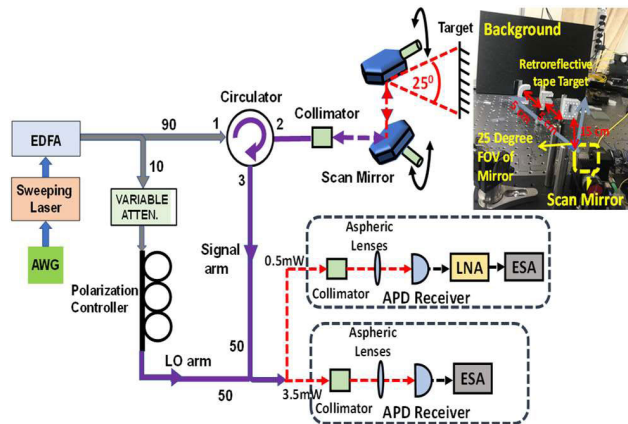 Background
Retroreflective
tape Target
25 Degree
FOV of
Mirror
Scan Mirror
Target
25⁰
Circulator
90
1
2
3
Collimator
Scan Mirror
EDFA
10
Sweeping
Laser
VARIABLE
ATTEN.
AWG
Polarization
Controller
Signal
arm
LO arm
50
50
0.5mW
3.5mW
Aspheric
Lenses
Collimator
LNA
ESA
APD Receiver
Aspheric
Lenses
Collimator
ESA
APD Receiver